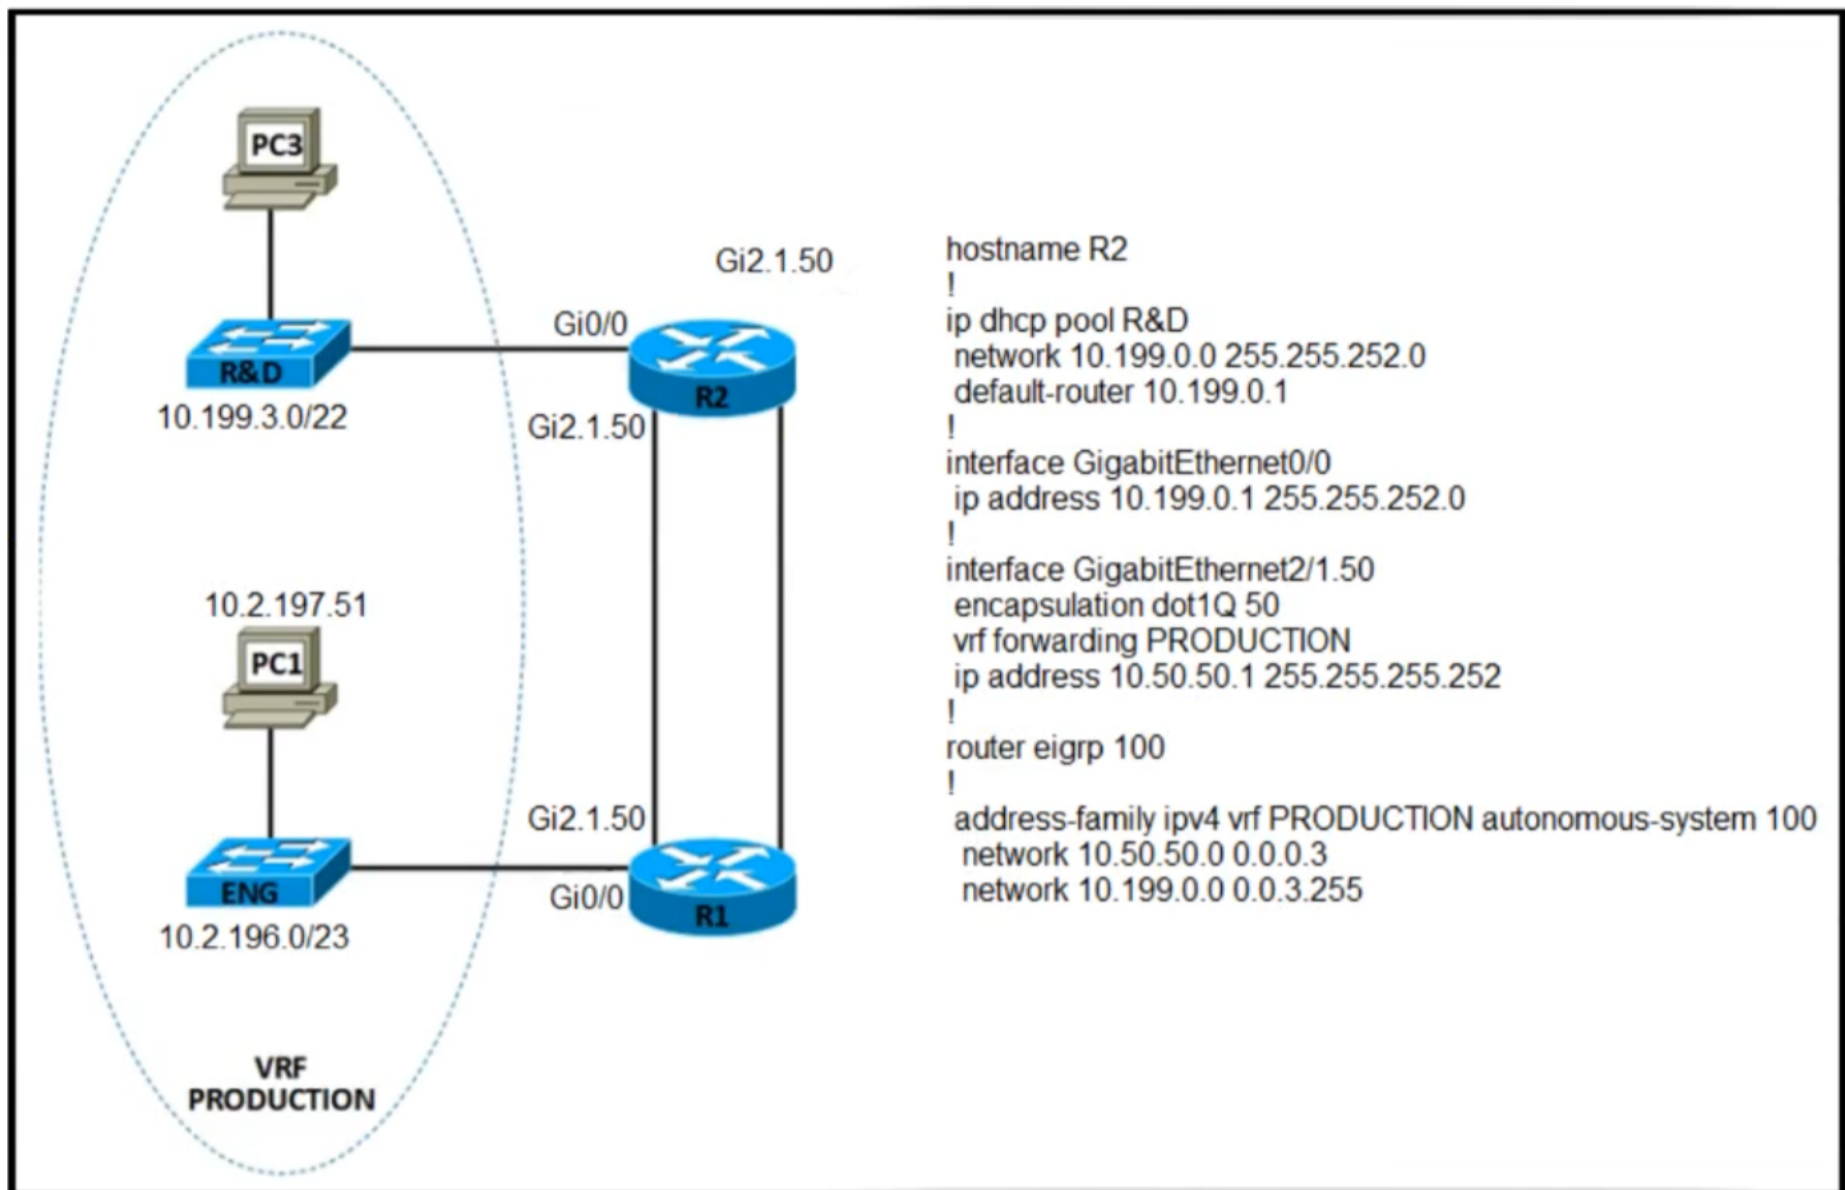 PC3
Gi2.1.50
Gi0/0
R&D
R2
10.199.3.0/22
Gi2.1.50
10.2.197.51
PC1
Gi2.1.50
ENG
Gi0/0
R1
10.2.196.0/23
VRF
PRODUCTION
hostname R2
!
ip dhcp pool R&D
network 10.199.0.0 255.255.252.0
default-router 10.199.0.1
!
interface GigabitEthernet0/0
ip address 10.199.0.1 255.255.252.0
!
interface GigabitEthernet2/1.50
encapsulation dot1Q 50
vrf forwarding PRODUCTION
ip address 10.50.50.1 255.255.255.252
!
router eigrp 100
!
address-family ipv4 vrf PRODUCTION autonomous-system 100
network 10.50.50.0 0.0.0.3
network 10.199.0.0 0.0.3.255